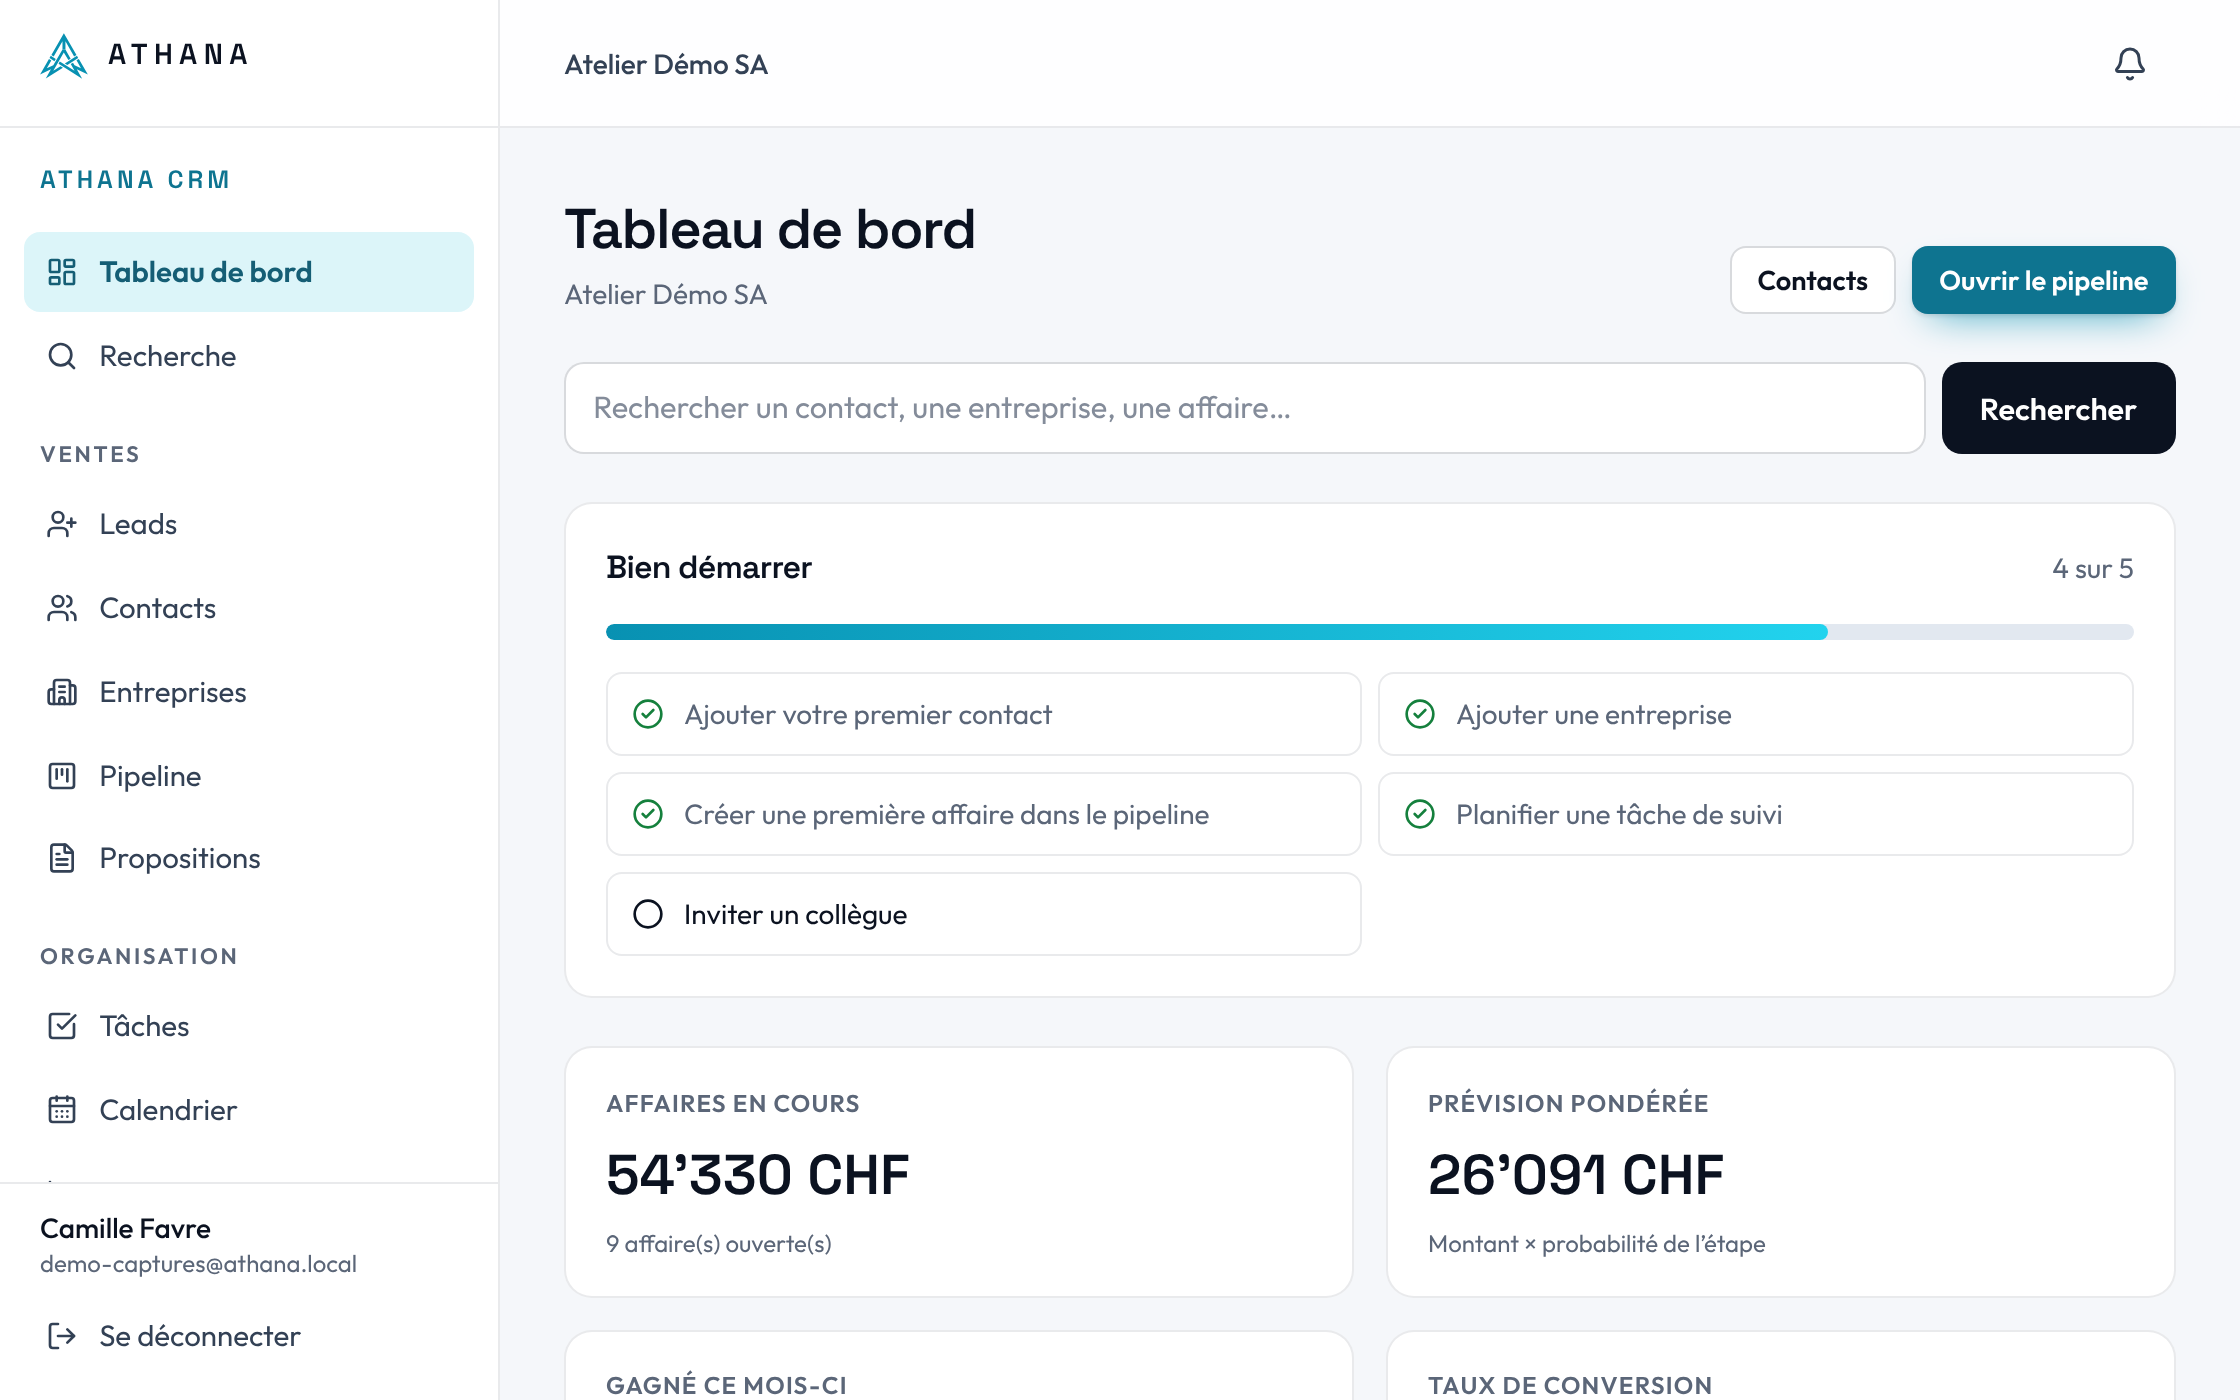 ATHANA
Atelier Démo SA
ATHANA CRM
Tableau de bord
Recherche
VENTES
Leads
Contacts
Entreprises
Pipeline
Propositions
ORGANISATION
Tâches
Calendrier
Camille Favre
demo-captures@athana.local
Se déconnecter
Tableau de bord
Atelier Démo SA
Contacts
Ouvrir le pipeline
Rechercher un contact, une entreprise, une affaire…
Rechercher
Bien démarrer
4 sur 5
Ajouter votre premier contact
Ajouter une entreprise
Créer une première affaire dans le pipeline
Planifier une tâche de suivi
Inviter un collègue
AFFAIRES EN COURS
54’330 CHF
9 affaire(s) ouverte(s)
PRÉVISION PONDÉRÉE
26’091 CHF
Montant × probabilité de l’étape
GAGNÉ CE MOIS-CI
TAUX DE CONVERSION